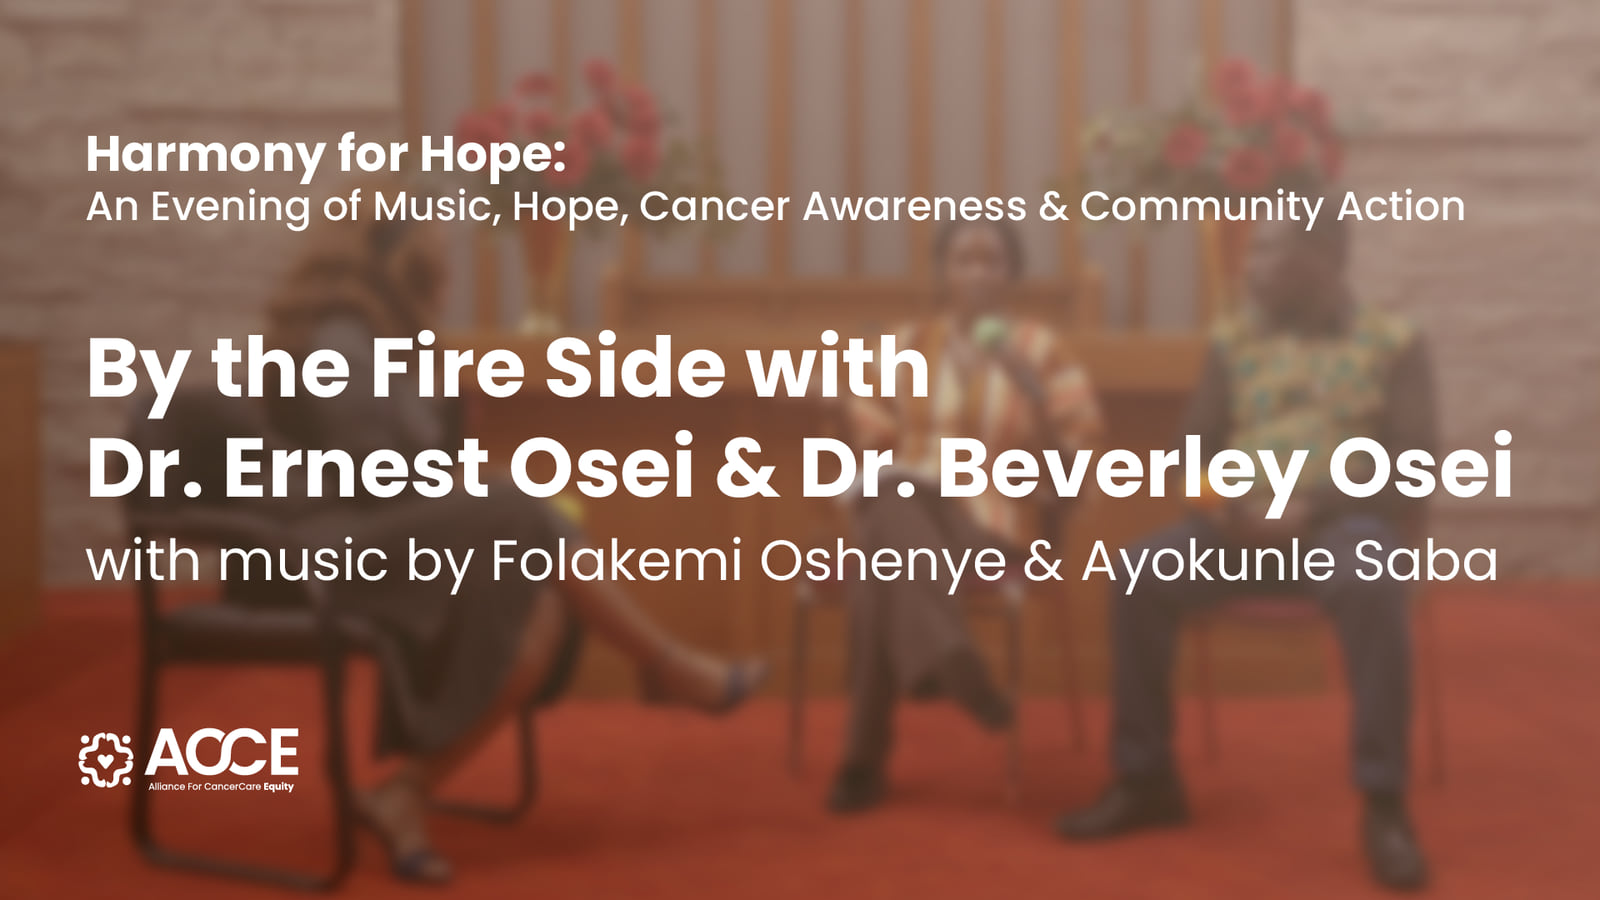 Harmony for Hope:
An Evening of Music, Hope, Cancer Awareness & Community Action
By the Fire Side with
Dr. Ernest Osei & Dr. Beverley Osei
with music by Folakemi Oshenye & Ayokunle Saba
ACCE
Alliance For CancerCare Equity